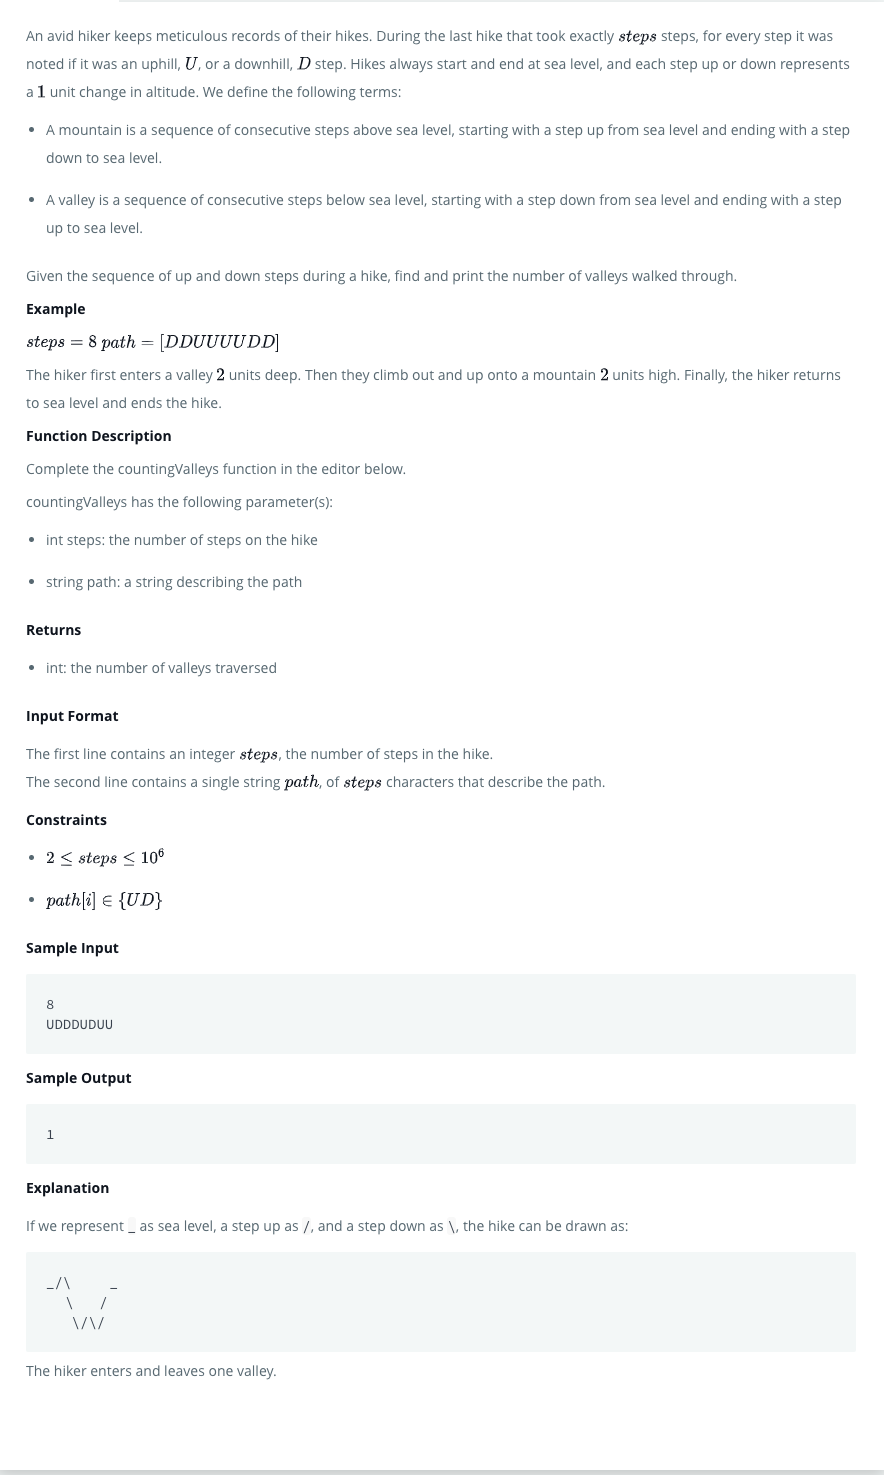 An avid hiker keeps meticulous records of their hikes. During the last hike that took exactly steps steps, for every step it was
noted if it was an uphill, U, or a downhill, D step. Hikes always start and end at sea level, and each step up or down represents
a 1 unit change in altitude. We define the following terms:
• A mountain is a sequence of consecutive steps above sea level, starting with a step up from sea level and ending with a step
down to sea level.
• A valley is a sequence of consecutive steps below sea level, starting with a step down from sea level and ending with a step
up to sea level.
Given the sequence of up and down steps during a hike, find and print the number of valleys walked through.
Example
steps = 8 path = [DDUUUUDD]
The hiker first enters a valley 2 units deep. Then they climb out and up onto a mountain 2 units high. Finally, the hiker returns
to sea level and ends the hike.
Function Description
Complete the countingValleys function in the editor below.
countingValleys has the following parameter(s):
• int steps: the number of steps on the hike
• string path: a string describing the path
Returns
• int: the number of valleys traversed
Input Format
The first line contains an integer steps, the number of steps in the hike.
The second line contains a single string path, of steps characters that describe the path.
Constraints
• 2 ≤ steps ≤ 10⁶
• path[i] ∈ {UD}
Sample Input
8
UDDDUDUU
Sample Output
1
Explanation
If we represent _ as sea level, a step up as /, and a step down as \, the hike can be drawn as:
_/\      _
   \    /
    \/\/
The hiker enters and leaves one valley.